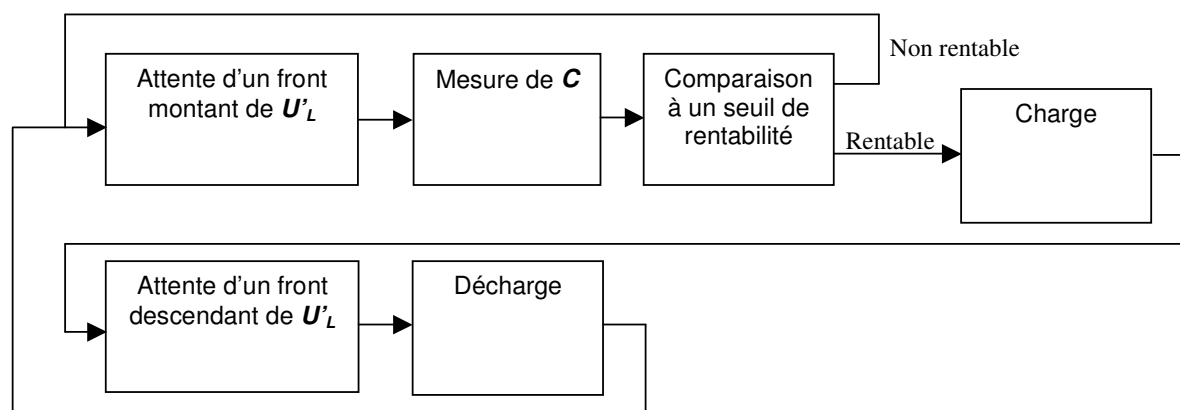 Non rentable
Attente d'un front
montant de U'L
Mesure de C
Comparaison
à un seuil de
rentabilité
Rentable
Charge
Attente d'un front
descendant de U'L
Décharge